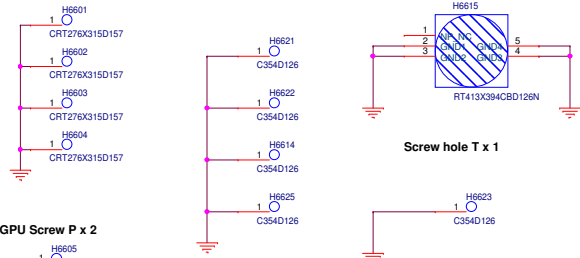 H6601
1
CRT276X315D157
H6602
1
CRT276X315D157
H6603
1
CRT276X315D157
H6604
1
CRT276X315D157
GPU Screw P x 2
H6605
1
H6621
1
C354D126
H6622
1
C354D126
H6614
1
C354D126
H6625
1
C354D126
H6615
1
NP_NC
2
GND1
GND4
5
3
GND2
GND3
4
RT413X394CBD126N
Screw hole T x 1
H6623
1
C354D126